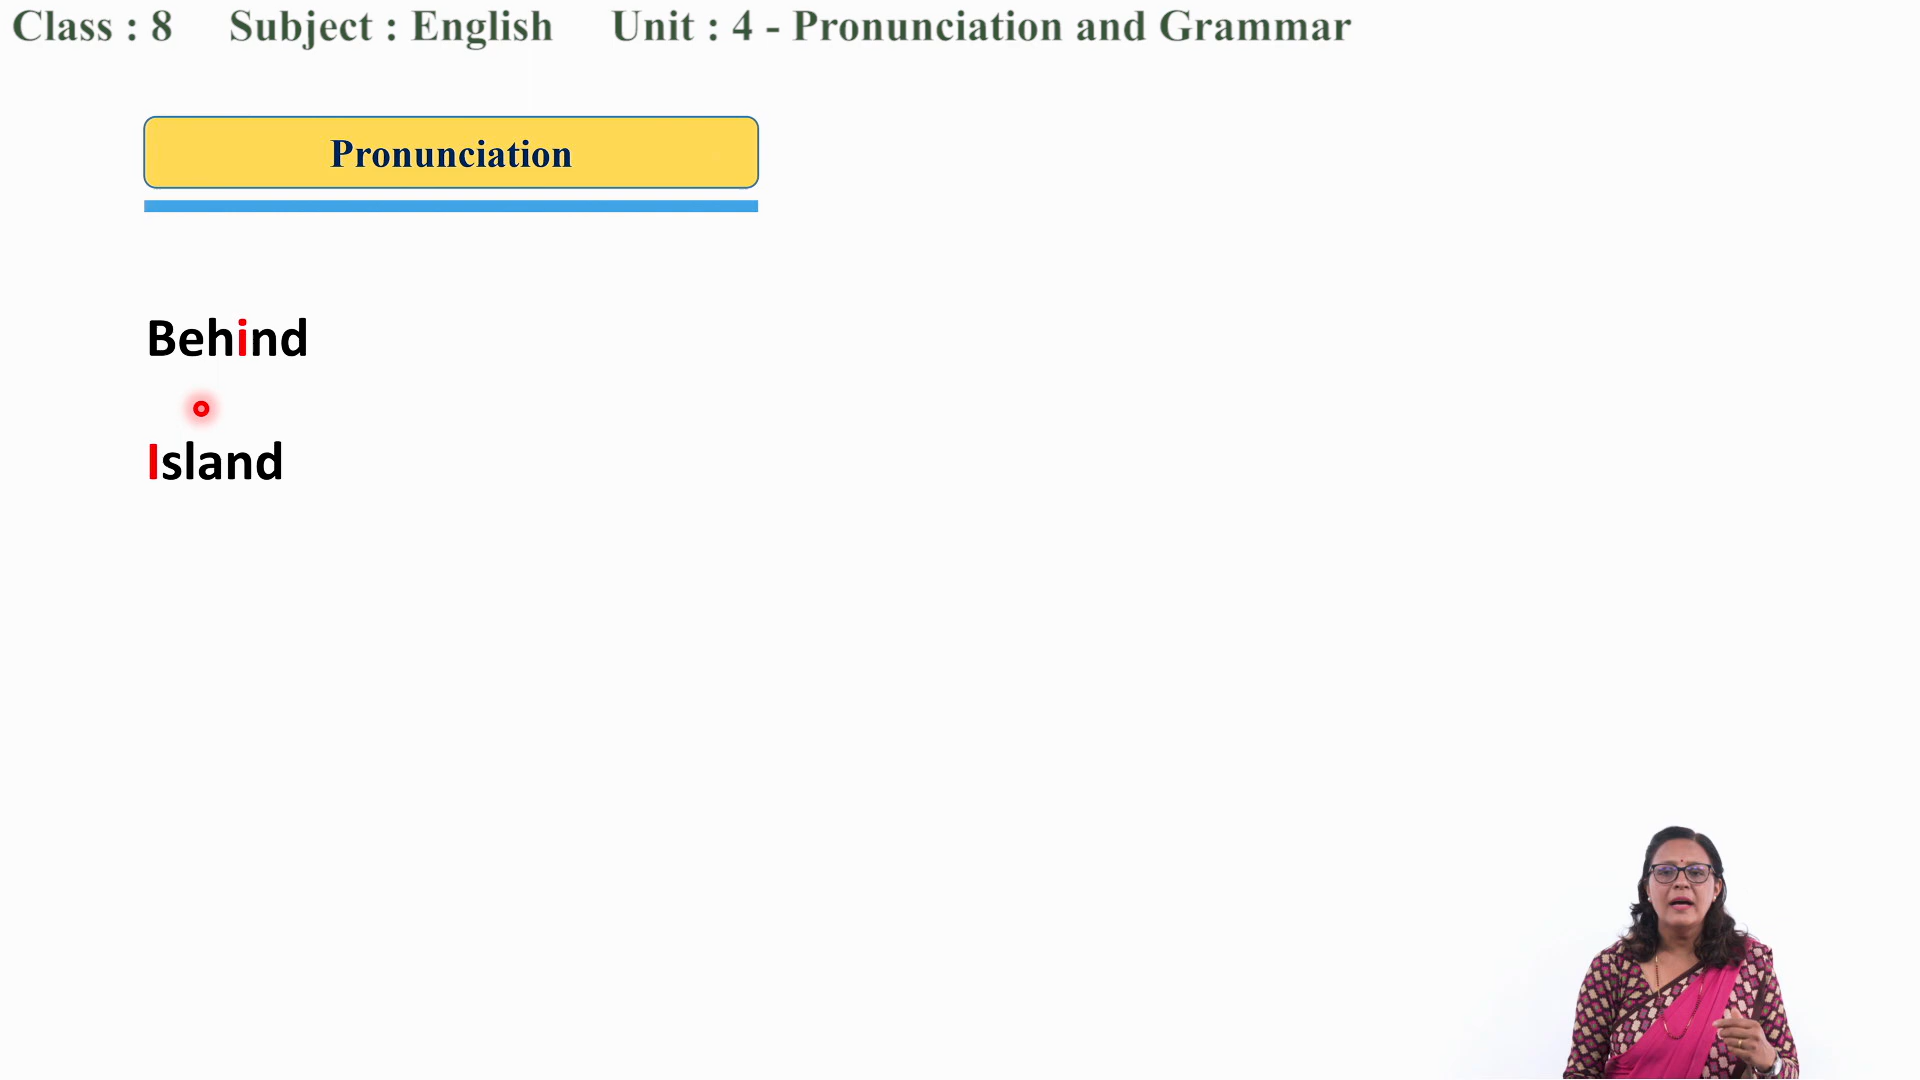 Class : 8 Subject : English Unit : 4 - Pronunciation and Grammar
Pronunciation
Behind
Island